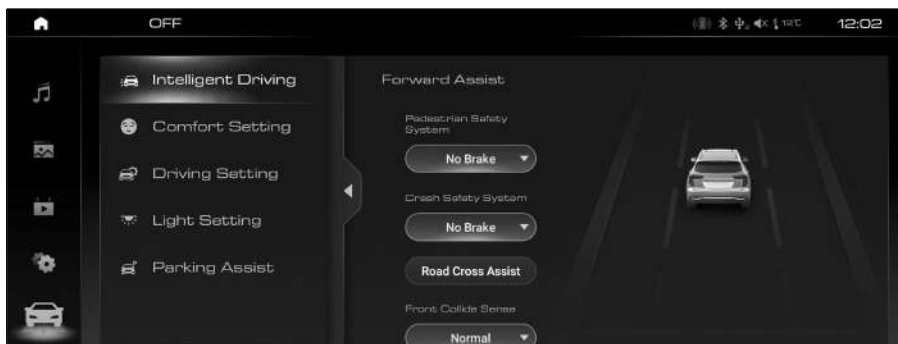 OFF
12°C
12:02
Intelligent Driving
Comfort Setting
Driving Setting
Light Setting
Parking Assist
Forward Assist
Pedestrian Safety
System
No Brake
Crash Safety System
No Brake
Road Cross Assist
Front Collide Sense
Normal